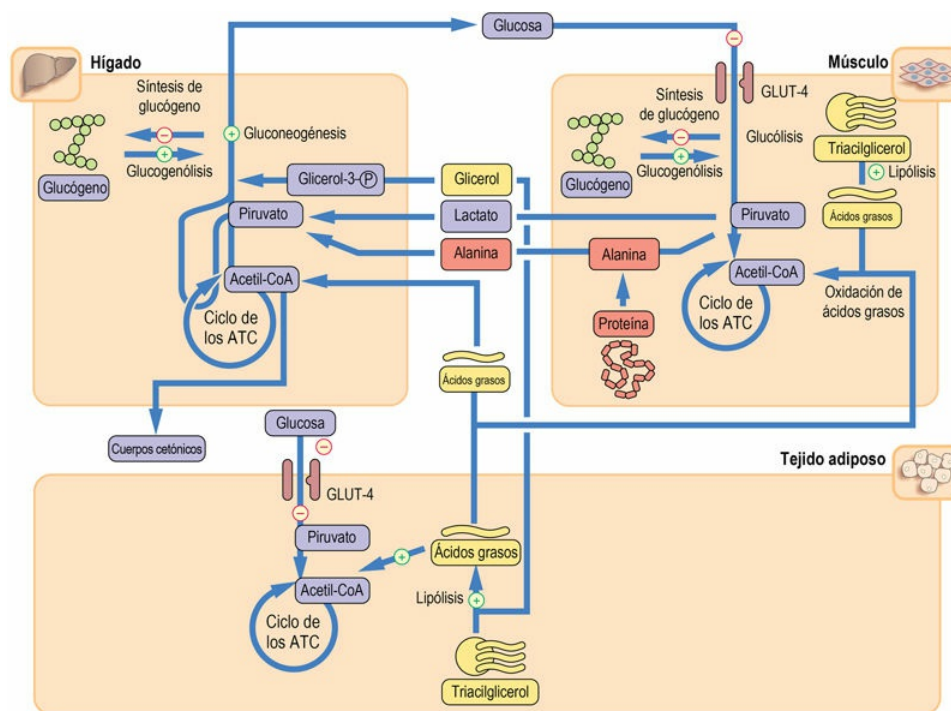 Glucosa
Hígado
Músculo
Síntesis de
glucógeno
Glucogenólisis
Glucógeno
Gluconeogénesis
Glicerol-3-P
Glicerol
Piruvato
Lactato
Alanina
Acetil-CoA
Ciclo de
los ATC
Cuerpos cetónicos
GLUT-4
Síntesis
de glucógeno
Glucogenólisis
Glucógeno
Glucólisis
Triacilglicerol
Lipólisis
Ácidos grasos
Piruvato
Alanina
Acetil-CoA
Oxidación de
ácidos grasos
Proteína
Ciclo de
los ATC
Ácidos grasos
Tejido adiposo
Glucosa
GLUT-4
Piruvato
Acetil-CoA
Ciclo de
los ATC
Ácidos grasos
Lipólisis
Triacilglicerol